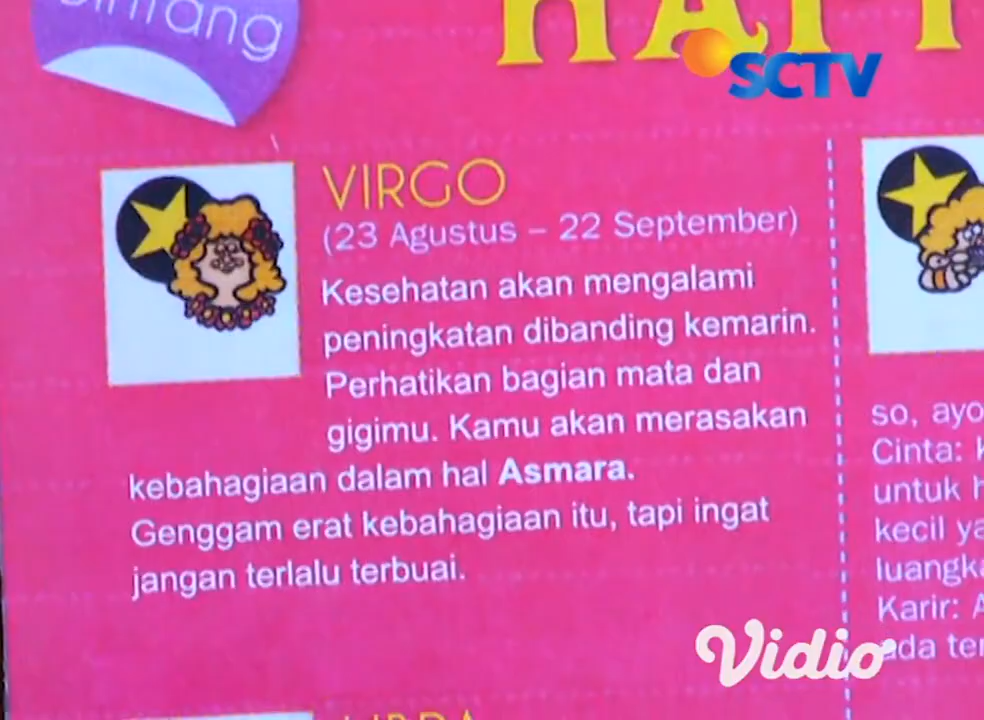 bintang
SCTV
VIRGO
(23 Agustus – 22 September)
Kesehatan akan mengalami
peningkatan dibanding kemarin.
Perhatikan bagian mata dan
gigimu. Kamu akan merasakan
kebahagiaan dalam hal Asmara.
Genggam erat kebahagiaan itu, tapi ingat
jangan terlalu terbuai.
so, ayo
Cinta:
untuk
kecil
Karir:
Vidio